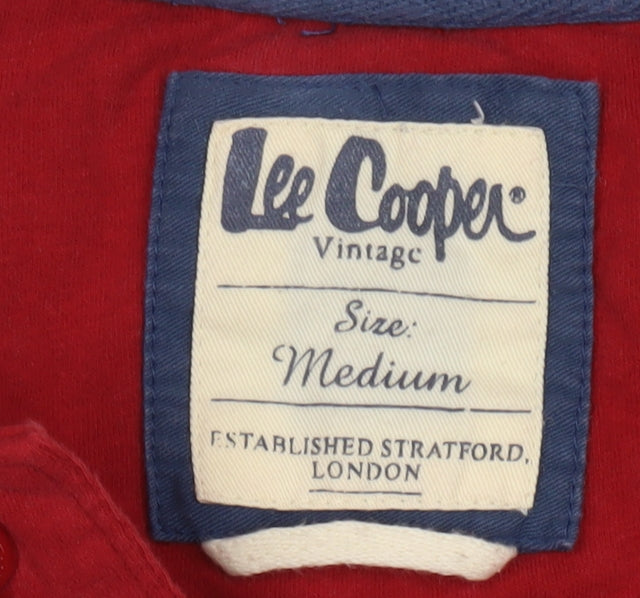 Lee Cooper®
Vintage
Size:
Medium
ESTABLISHED STRATFORD,
LONDON